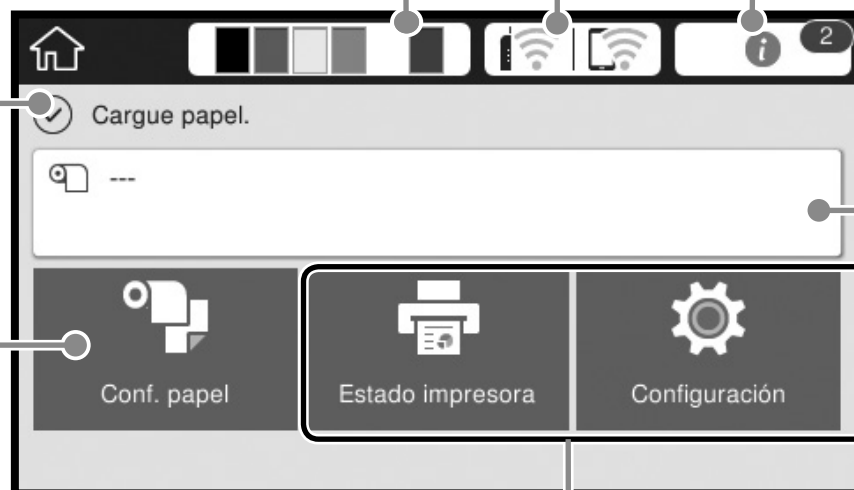 i
2
Cargue papel.
---
Conf. papel
Estado impresora
Configuración